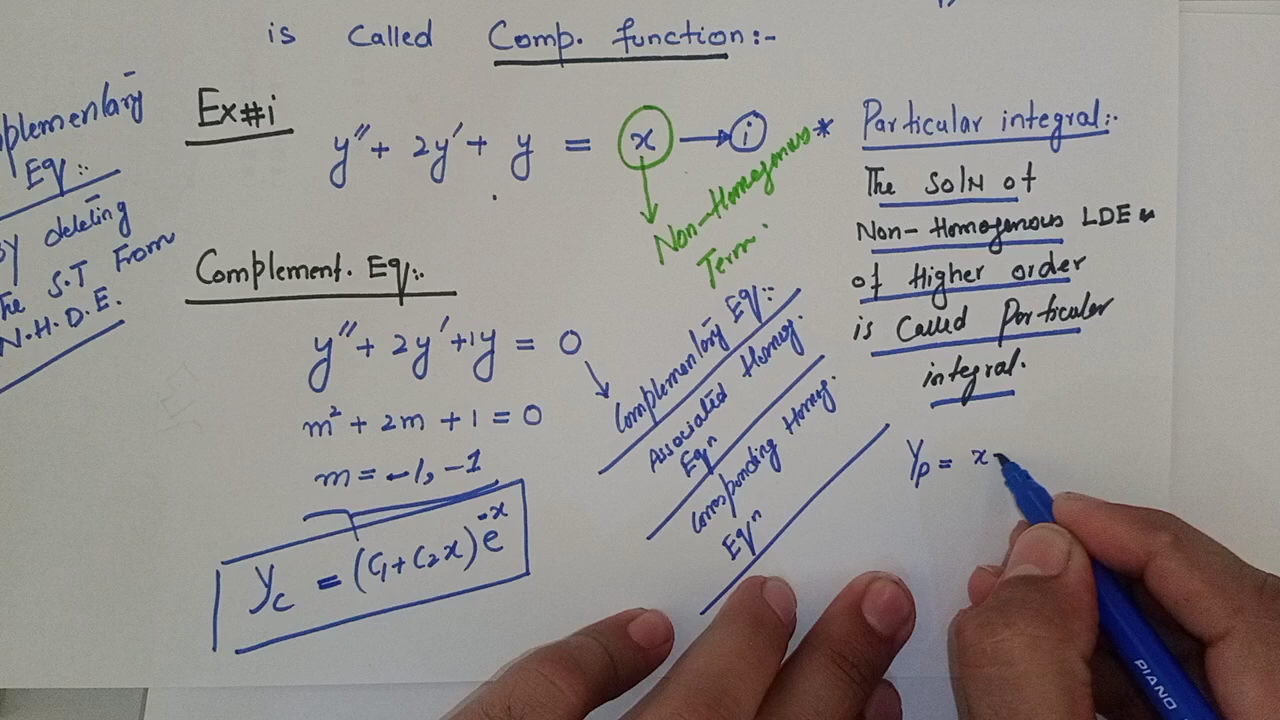 is Called Comp. function:-
plementary
Eq:.
By deleting
The S.T From
N.H.D.E.
Ex#i
y'' + 2y' + y = x → i
Non-Homogenous *
Term.
Complement. Eq:.
y'' + 2y' + 1y = 0
m² + 2m + 1 = 0
m = -1, -1
Yc = (C1 + C2x) e^-x
Complementary Eq:.
Associated Homog.
Eqn
Corresponding Homog.
Eqn
Particular integral:.
The Soln of
Non-Homogenous LDE
of Higher order
is Called Particular
integral.
Yp = x
PIANO